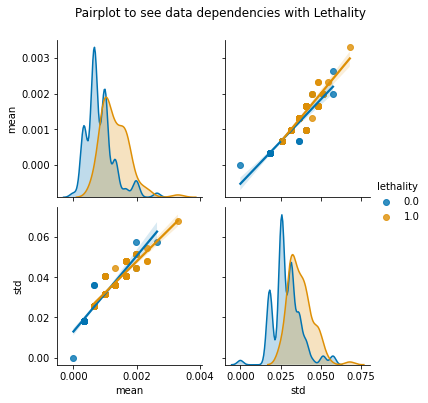 Pairplot to see data dependencies with Lethality
0.003
0.002
0.001
0.000
mean
lethality
0.0
1.0
0.06
0.04
0.02
0.00
std
0.000 0.002 0.004
mean
0.000 0.025 0.050 0.075
std